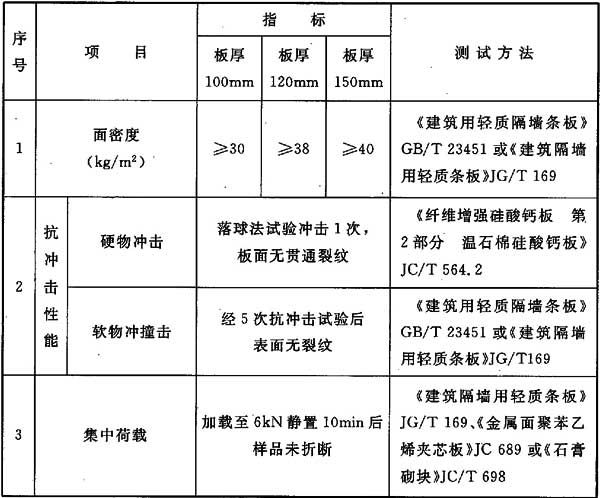 序号
项 目
指 标
测试方法
板厚
100mm
板厚
120mm
板厚
150mm
1
面密度
(kg/m²)
≥30
≥38
≥40
《建筑用轻质隔墙条板》
GB/T 23451 或《建筑隔墙
用轻质条板》JG/T 169
2
抗冲击性能
硬物冲击
落球法试验冲击1次，
板面无贯通裂纹
《纤维增强硅酸钙板 第
2部分 温石棉硅酸钙板》
JC/T 564.2
软物冲撞击
经5次抗冲击试验后
表面无裂纹
《建筑用轻质隔墙条板》
GB/T 23451 或《建筑隔墙
用轻质条板》JG/T169
3
集中荷载
加载至6kN静置10min后
样品未折断
《建筑隔墙用轻质条板》
JG/T 169、《金属面聚苯乙
烯夹芯板》JC 689 或《石膏
砌块》JC/T 698